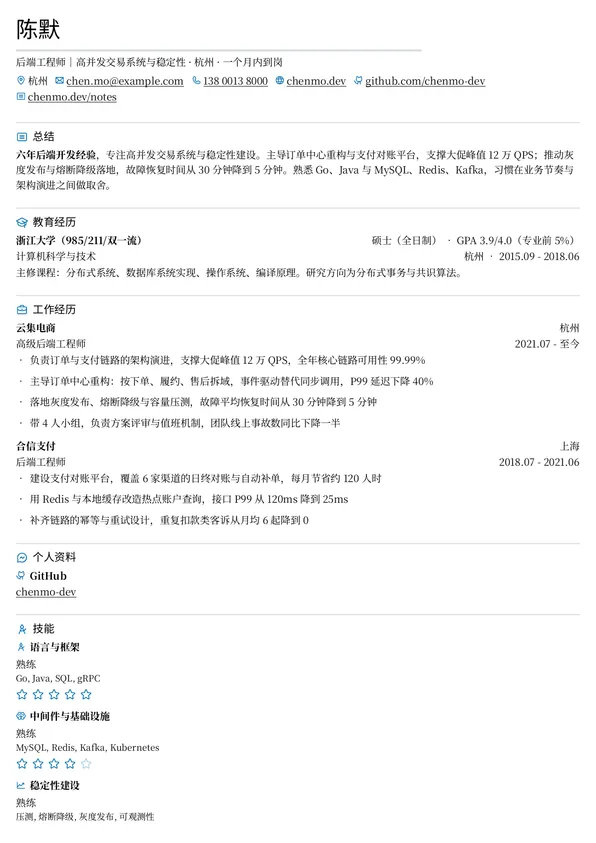 陈默
后端工程师｜高并发交易系统与稳定性 · 杭州 · 一个月内到岗
杭州 chen.mo@example.com 138 0013 8000 chenmo.dev github.com/chenmo-dev
chenmo.dev/notes
总结
六年后端开发经验，专注高并发交易系统与稳定性建设。主导订单中心重构与支付对账平台，支撑大促峰值 12 万 QPS；推动灰
度发布与熔断降级落地，故障恢复时间从 30 分钟降到 5 分钟。熟悉 Go、Java 与 MySQL、Redis、Kafka，习惯在业务节奏与
架构演进之间做取舍。
教育经历
浙江大学（985/211/双一流） 硕士（全日制） · GPA 3.9/4.0（专业前 5%）
计算机科学与技术 杭州 · 2015.09 - 2018.06
主修课程：分布式系统、数据库系统实现、操作系统、编译原理。研究方向为分布式事务与共识算法。
工作经历
云集电商 杭州
高级后端工程师 2021.07 - 至今
· 负责订单与支付链路的架构演进，支撑大促峰值 12 万 QPS，全年核心链路可用性 99.99%
· 主导订单中心重构：按下单、履约、售后拆域，事件驱动替代同步调用，P99 延迟下降 40%
· 落地灰度发布、熔断降级与容量压测，故障平均恢复时间从 30 分钟降到 5 分钟
· 带 4 人小组，负责方案评审与值班机制，团队线上事故数同比下降一半
合信支付 上海
后端工程师 2018.07 - 2021.06
· 建设支付对账平台，覆盖 6 家渠道的日终对账与自动补单，每月节省约 120 人时
· 用 Redis 与本地缓存改造热点账户查询，接口 P99 从 120ms 降到 25ms
· 补齐链路的幂等与重试设计，重复扣款类客诉从月均 6 起降到 0
个人资料
GitHub
chenmo-dev
技能
语言与框架
熟练
Go, Java, SQL, gRPC
中间件与基础设施
熟练
MySQL, Redis, Kafka, Kubernetes
稳定性建设
熟练
压测, 熔断降级, 灰度发布, 可观测性